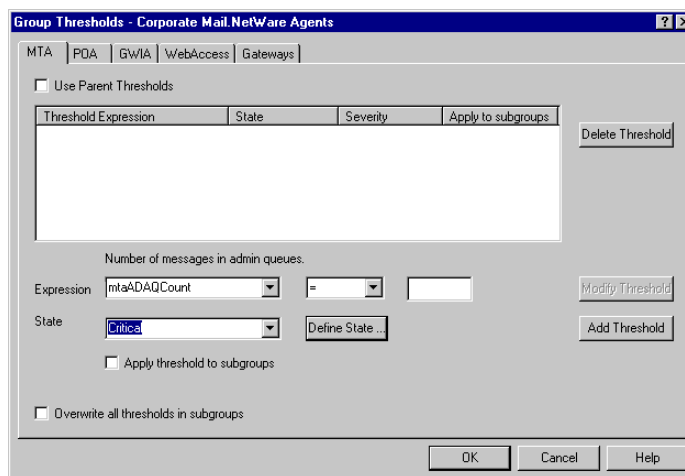 Group Thresholds - Corporate Mail.NetWare Agents
MTA POA GWIA WebAccess Gateways
Use Parent Thresholds
Threshold Expression State Severity Apply to subgroups
Delete Threshold
Number of messages in admin queues.
Expression mtaADAQCount = Modify Threshold
State Critical Define State ... Add Threshold
Apply threshold to subgroups
Overwrite all thresholds in subgroups
OK Cancel Help